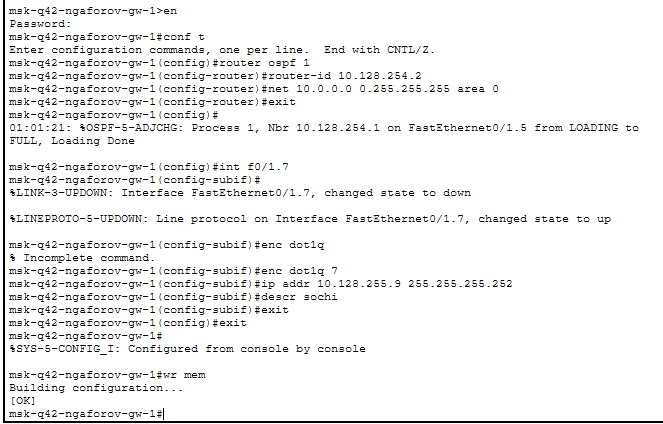 msk-q42-ngaforov-gw-1>en
Password:
msk-q42-ngaforov-gw-1#conf t
Enter configuration commands, one per line.  End with CNTL/Z.
msk-q42-ngaforov-gw-1(config)#router ospf 1
msk-q42-ngaforov-gw-1(config-router)#router-id 10.128.254.2
msk-q42-ngaforov-gw-1(config-router)#net 10.0.0.0 0.255.255.255 area 0
msk-q42-ngaforov-gw-1(config-router)#exit
msk-q42-ngaforov-gw-1(config)#
01:01:21: %OSPF-5-ADJCHG: Process 1, Nbr 10.128.254.1 on FastEthernet0/1.5 from LOADING to
FULL, Loading Done
msk-q42-ngaforov-gw-1(config)#int f0/1.7
msk-q42-ngaforov-gw-1(config-subif)#
%LINK-3-UPDOWN: Interface FastEthernet0/1.7, changed state to down
%LINEPROTO-5-UPDOWN: Line protocol on Interface FastEthernet0/1.7, changed state to up
msk-q42-ngaforov-gw-1(config-subif)#enc dot1q
% Incomplete command.
msk-q42-ngaforov-gw-1(config-subif)#enc dot1q 7
msk-q42-ngaforov-gw-1(config-subif)#ip addr 10.128.255.9 255.255.255.252
msk-q42-ngaforov-gw-1(config-subif)#descr sochi
msk-q42-ngaforov-gw-1(config-subif)#exit
msk-q42-ngaforov-gw-1(config)#exit
msk-q42-ngaforov-gw-1#
%SYS-5-CONFIG_I: Configured from console by console
msk-q42-ngaforov-gw-1#wr mem
Building configuration...
[OK]
msk-q42-ngaforov-gw-1#